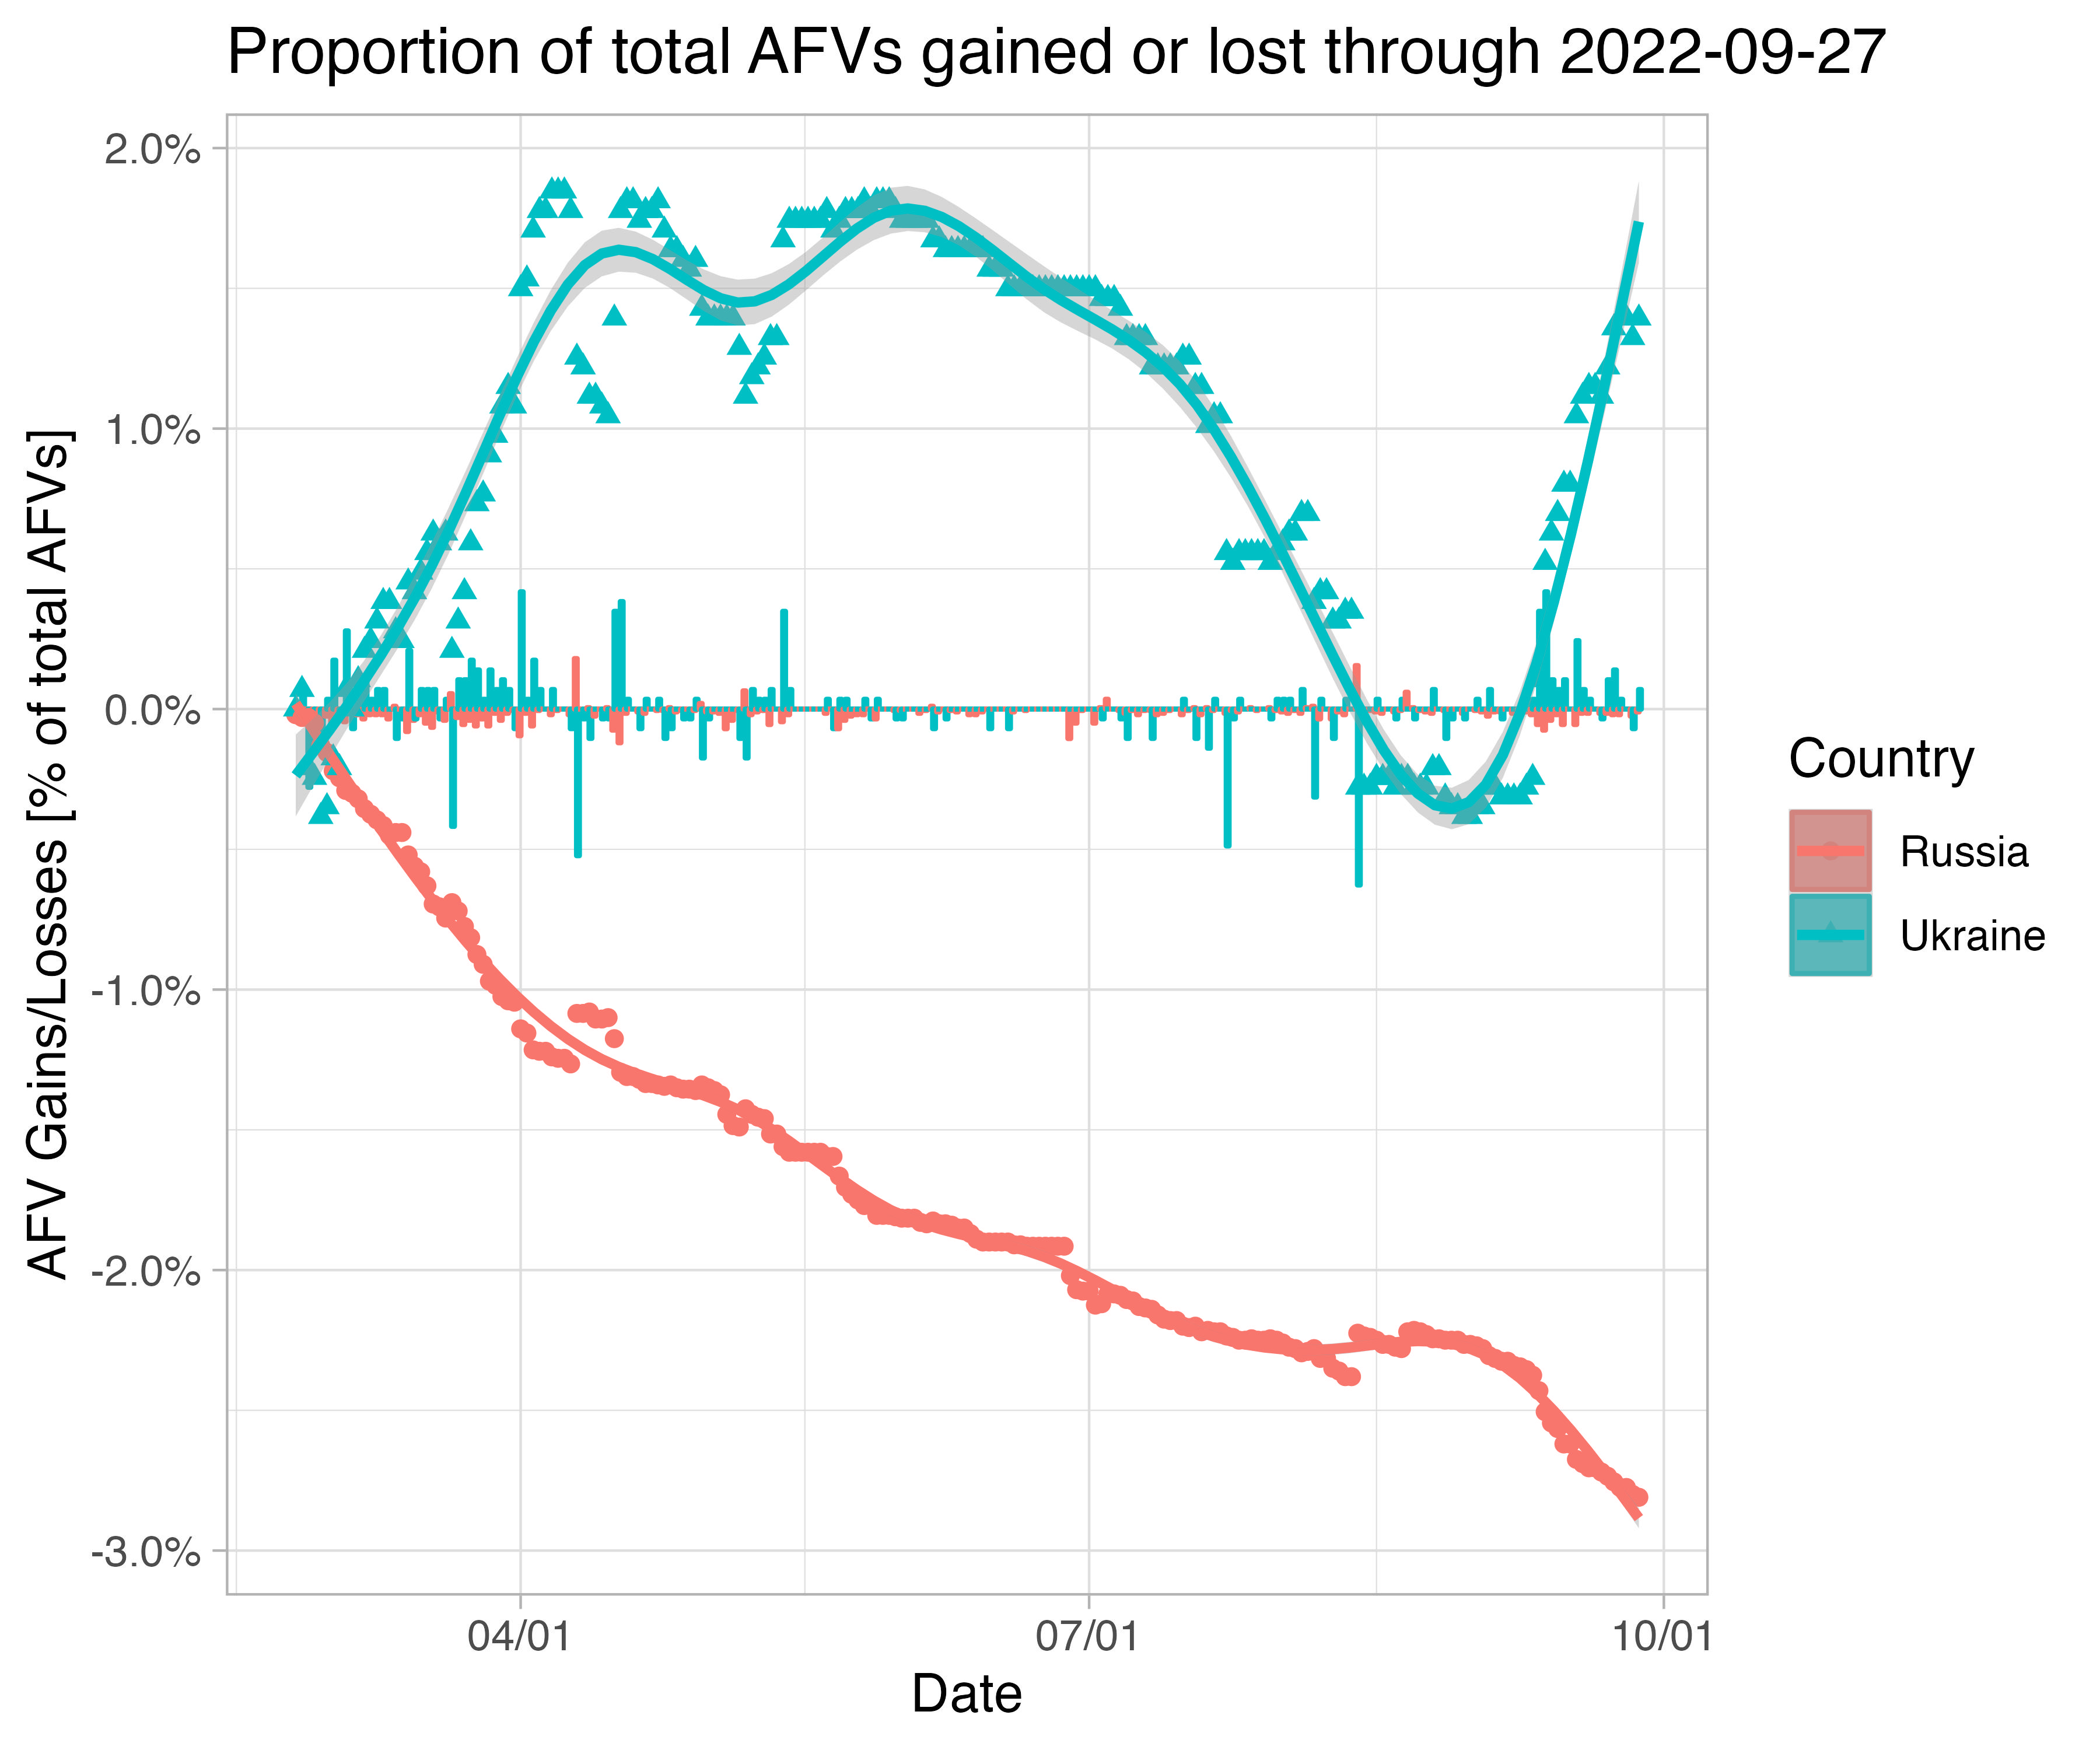 Proportion of total AFVs gained or lost through 2022-09-27
AFV Gains/Losses [% of total AFVs]
2.0%
1.0%
0.0%
-1.0%
-2.0%
-3.0%
04/01
07/01
10/01
Date
Country
Russia
Ukraine